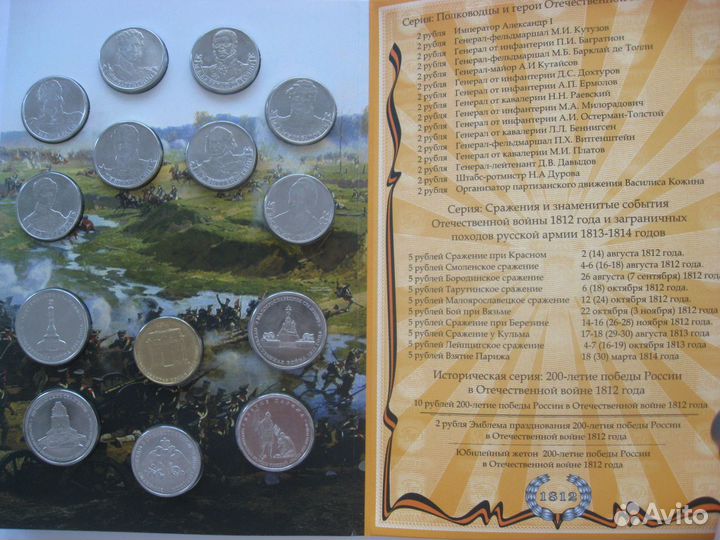 Серия: Полководцы и герои Отечественной
2 рубля Император Александр I
2 рубля Генерал-фельдмаршал М.И. Кутузов
2 рубля Генерал от инфантерии П.И. Багратион
2 рубля Генерал-фельдмаршал М.Б. Барклай де Толли
2 рубля Генерал-майор А.И Кутайсов
2 рубля Генерал от инфантерии Д.С. Дохтуров
2 рубля Генерал от инфантерии А.П. Ермолов
2 рубля Генерал от кавалерии Н.Н. Раевский
2 рубля Генерал от инфантерии М.А. Милорадович
2 рубля Генерал от инфантерии А.И. Остерман-Толстой
2 рубля Генерал от кавалерии Л.Л. Беннигсен
2 рубля Генерал-фельдмаршал П.Х. Витгенштейн
2 рубля Генерал от кавалерии М.И. Платов
2 рубля Генерал-лейтенант Д.В. Давыдов
2 рубля Штабс-ротмистр Н.А Дурова
2 рубля Организатор партизанского движения Василиса Кожина
Серия: Сражения и знаменитые события
Отечественной войны 1812 года и заграничных
походов русской армии 1813-1814 годов
5 рублей Сражение при Красном 2 (14) августа 1812 года.
5 рублей Смоленское сражение 4-6 (16-18) августа 1812 года.
5 рублей Бородинское сражение 26 августа (7 сентября) 1812 года
5 рублей Тарутинское сражение 6 (18) октября 1812 года
5 рублей Малоярославецкое сражение 12 (24) октября 1812 года
5 рублей Бой при Вязьме 22 октября (3 ноября) 1812 года
5 рублей Сражение при Березине 14-16 (26-28) ноября 1812 года.
5 рублей Сражение у Кульма 17-18 (29-30) августа 1813 года
5 рублей Лейпцигское сражение 4-7 (16-19) октября 1813 года
5 рублей Взятие Парижа 18 (30) марта 1814 года
Историческая серия: 200-летие победы России
в Отечественной войне 1812 года
10 рублей 200-летие победы России в Отечественной войне 1812 года
2 рубля Эмблема празднования 200-летия победы России
в Отечественной войне 1812 года
Юбилейный жетон 200-летие победы России
в Отечественной войне 1812 года
1812
Avito